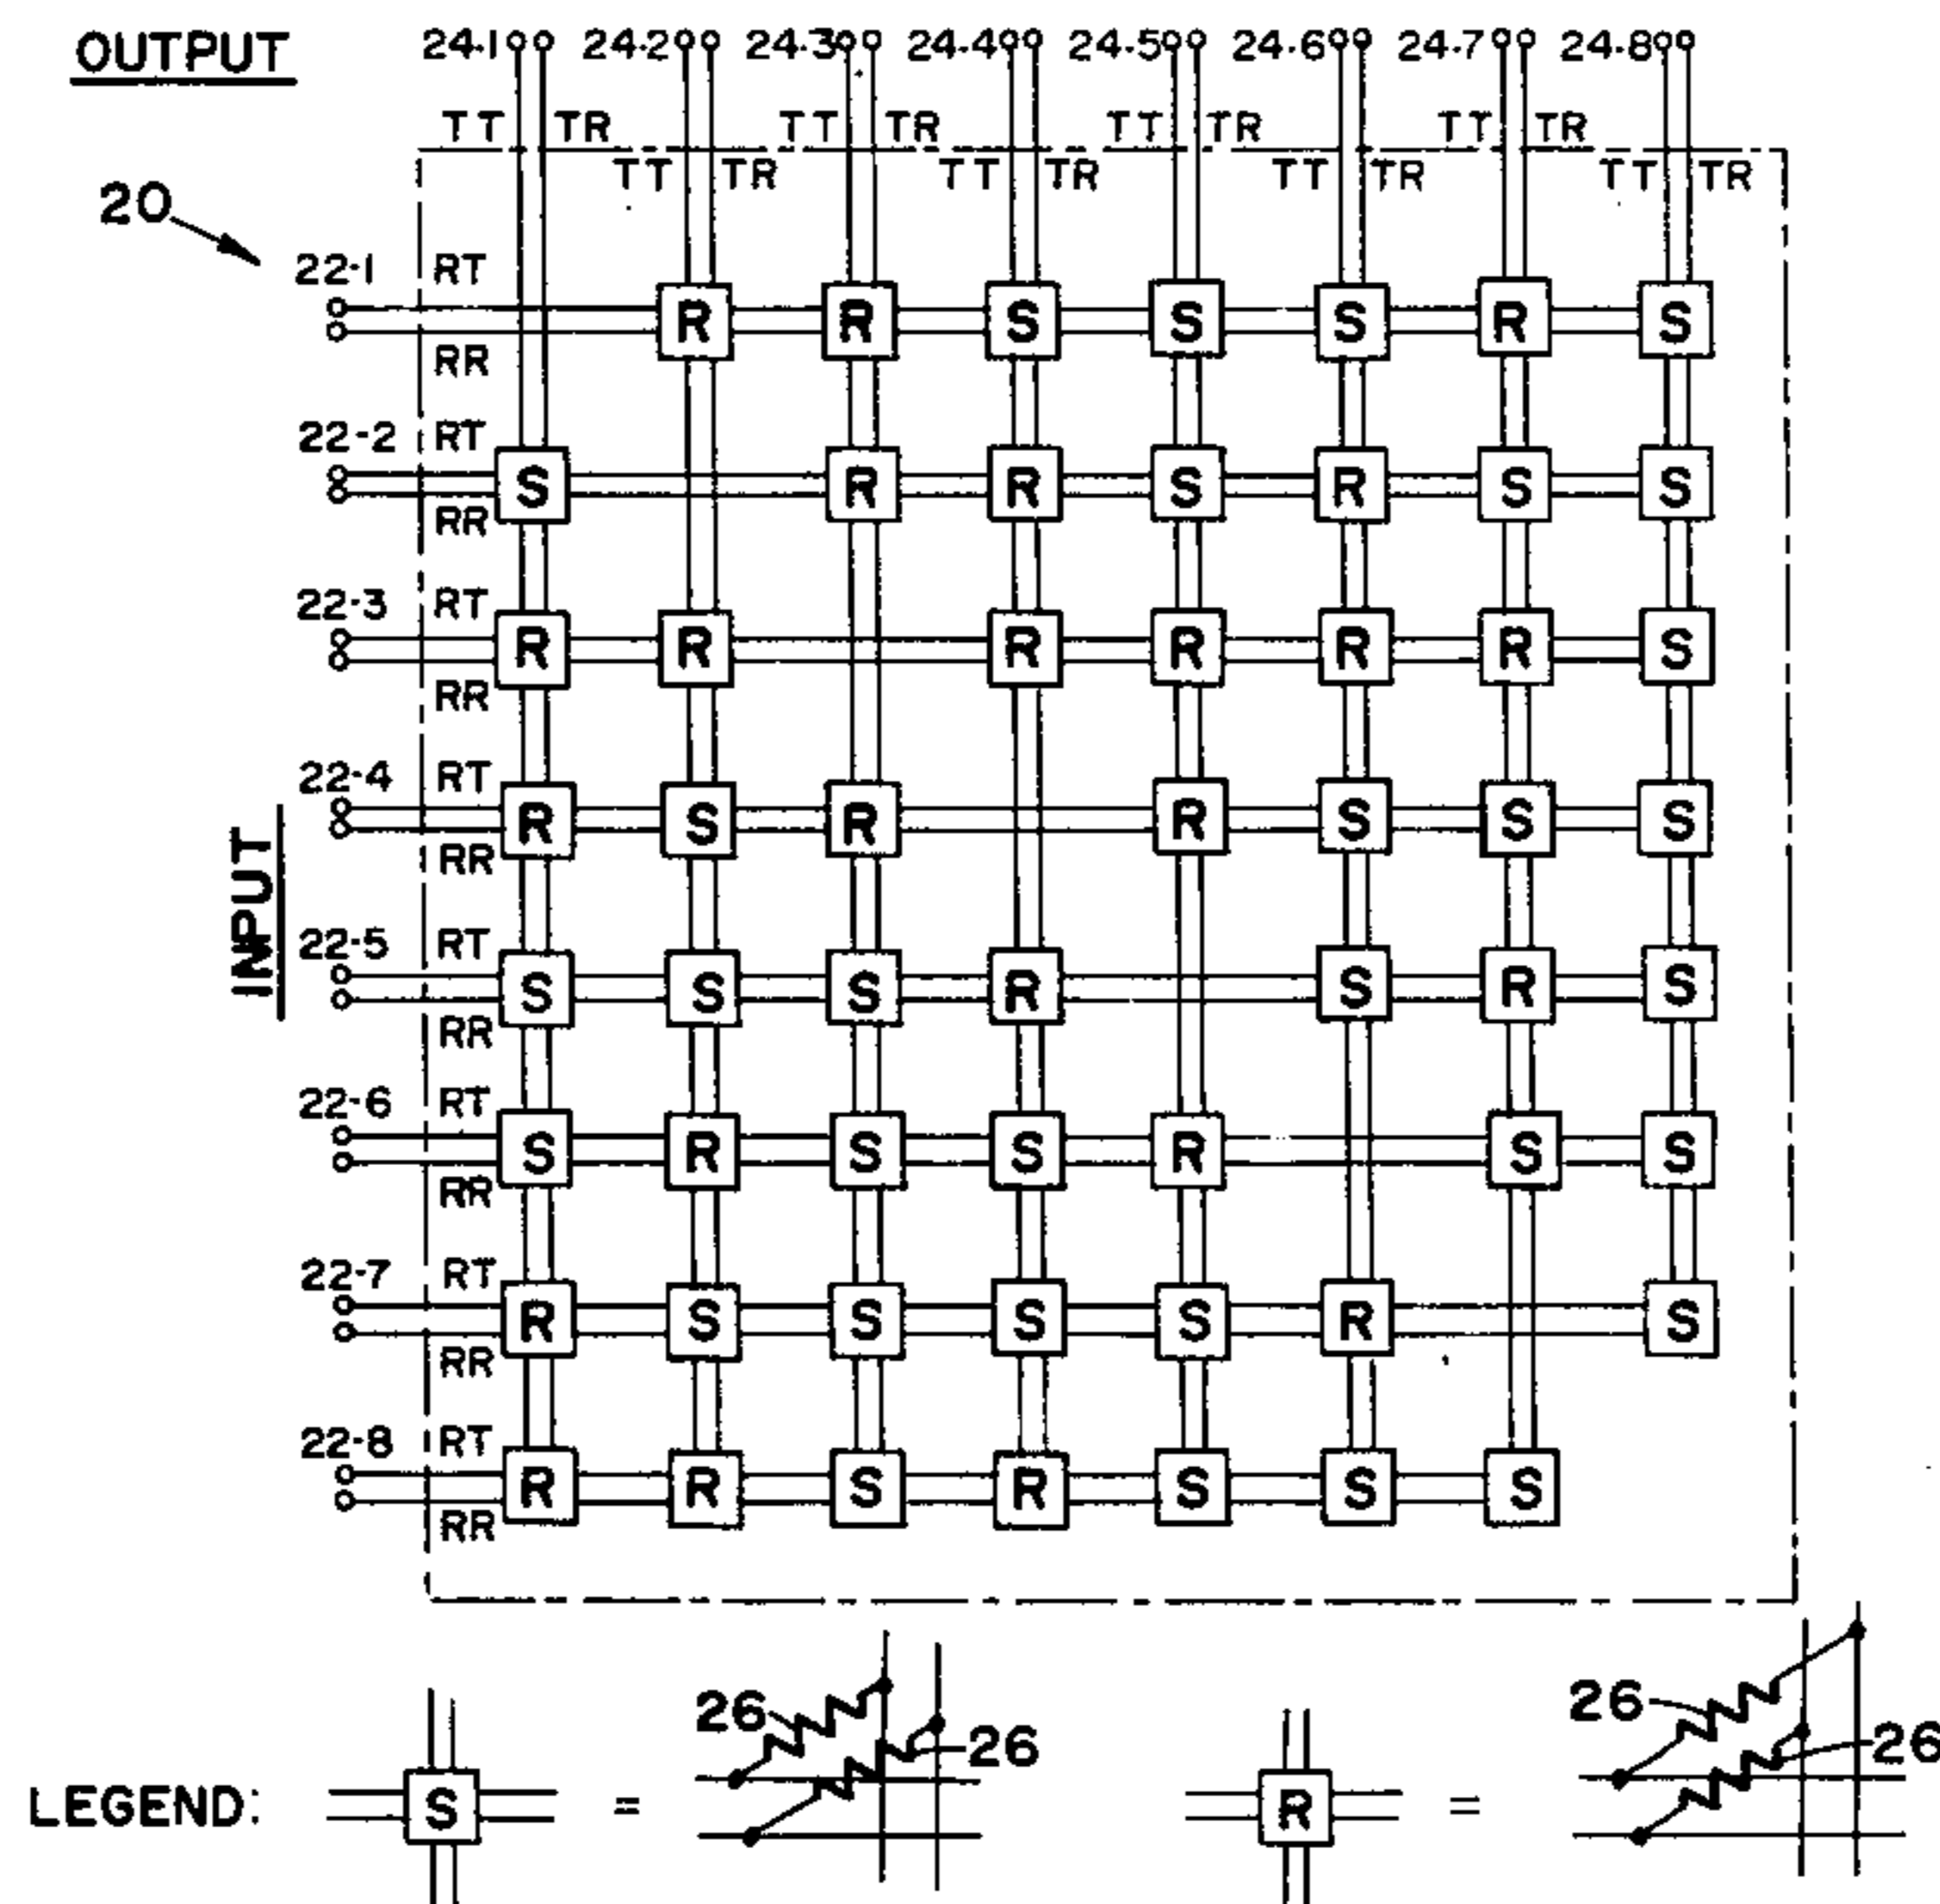 OUTPUT 24.1 24.2 24.3 24.4 24.5 24.6 24.7 24.8
TT TR TT TR TT TR TT TR
TT TR TT TR TT TR TT TR
20
22-1 RT
R R S S S R S
RR
22-2 RT
S R R S R S S
RR
22-3 RT
R R R R R R S
RR
22-4 RT
R S R R S S S
RR
INPUT
22-5 RT
S S S R S R S
RR
22-6 RT
S R S S R S S
RR
22-7 RT
R S S S S R S
RR
22-8 RT
R R S R S S S
RR
26 26 26 26
LEGEND: S = R =